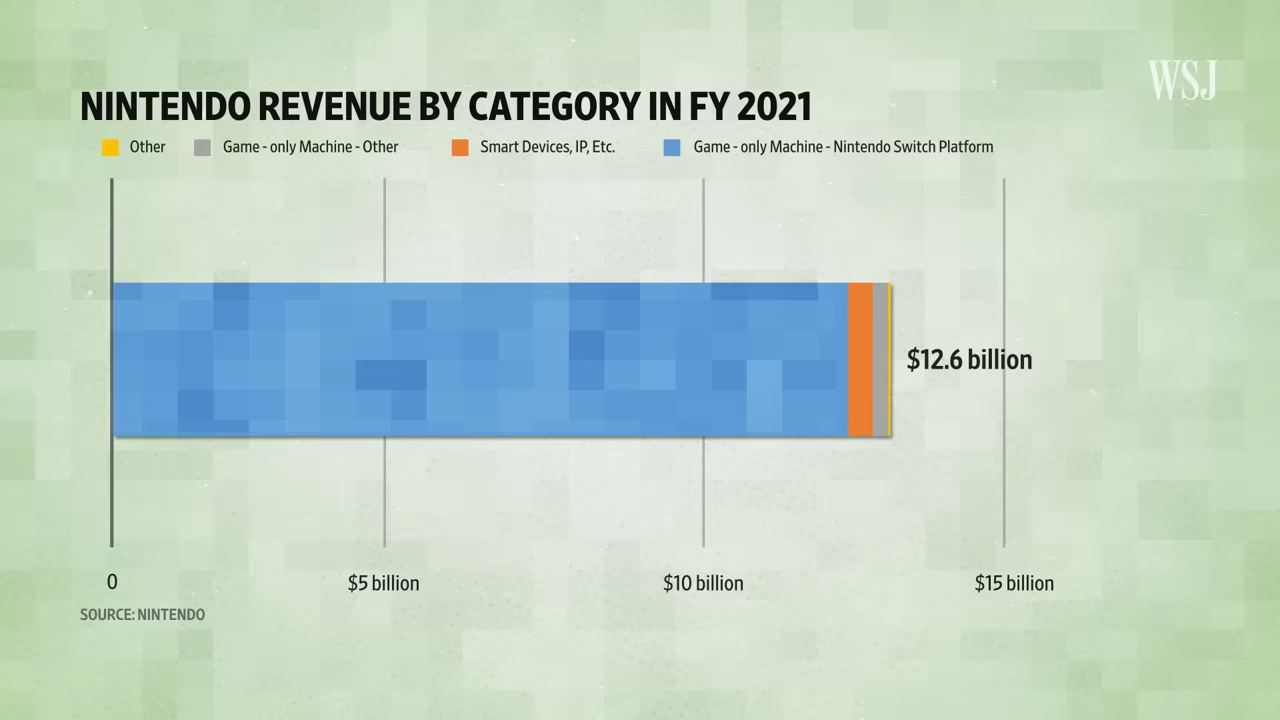 WSJ
NINTENDO REVENUE BY CATEGORY IN FY 2021
Other Game - only Machine - Other Smart Devices, IP, Etc. Game - only Machine - Nintendo Switch Platform
$12.6 billion
0 $5 billion $10 billion $15 billion
SOURCE: NINTENDO